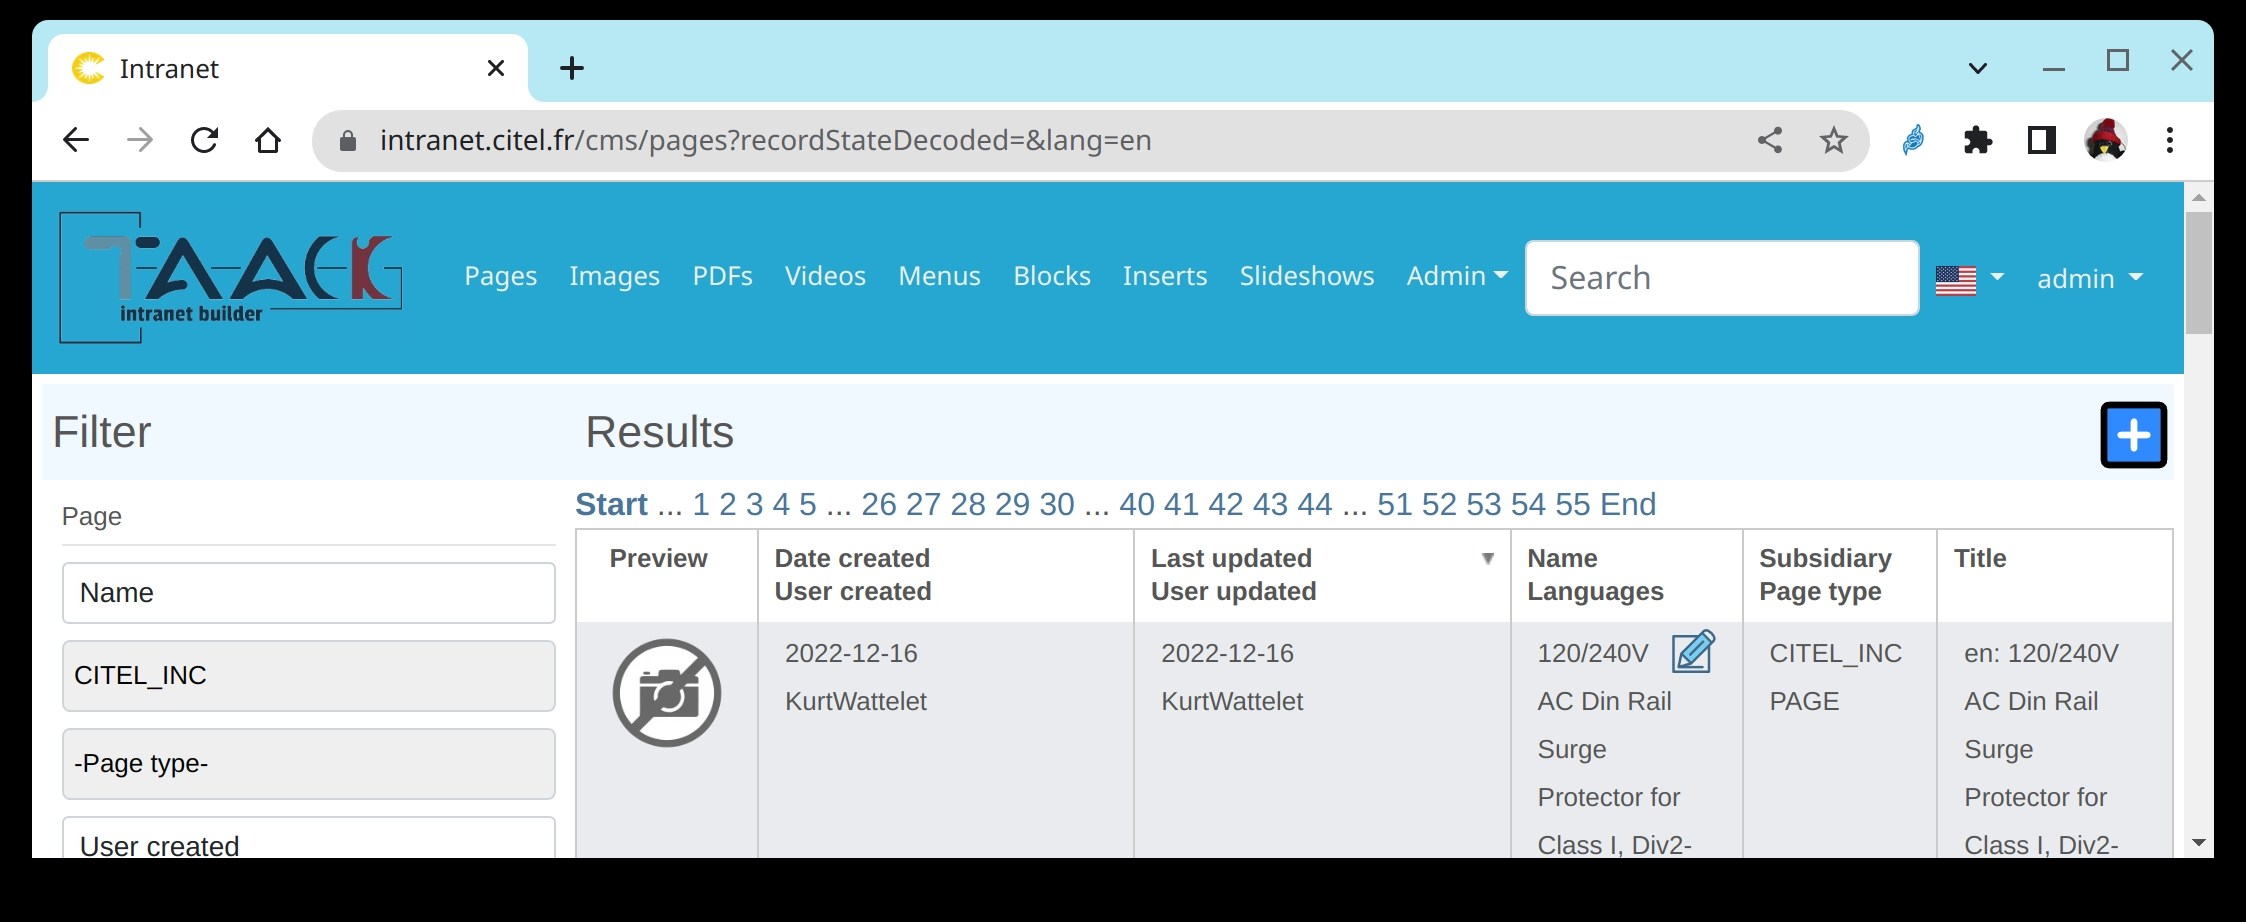 Intranet
intranet.citel.fr/cms/pages?recordStateDecoded=&lang=en
TAACK
intranet builder
Pages Images PDFs Videos Menus Blocks Inserts Slideshows Admin Search admin
Filter
Results
Page
Name
CITEL_INC
-Page type-
User created
Start ... 1 2 3 4 5 ... 26 27 28 29 30 ... 40 41 42 43 44 ... 51 52 53 54 55 End
Preview
Date created
User created
Last updated
User updated
Name
Languages
Subsidiary
Page type
Title
2022-12-16
KurtWattelet
2022-12-16
KurtWattelet
120/240V
AC Din Rail
Surge
Protector for
Class I, Div2-
CITEL_INC
PAGE
en: 120/240V
AC Din Rail
Surge
Protector for
Class I, Div2-